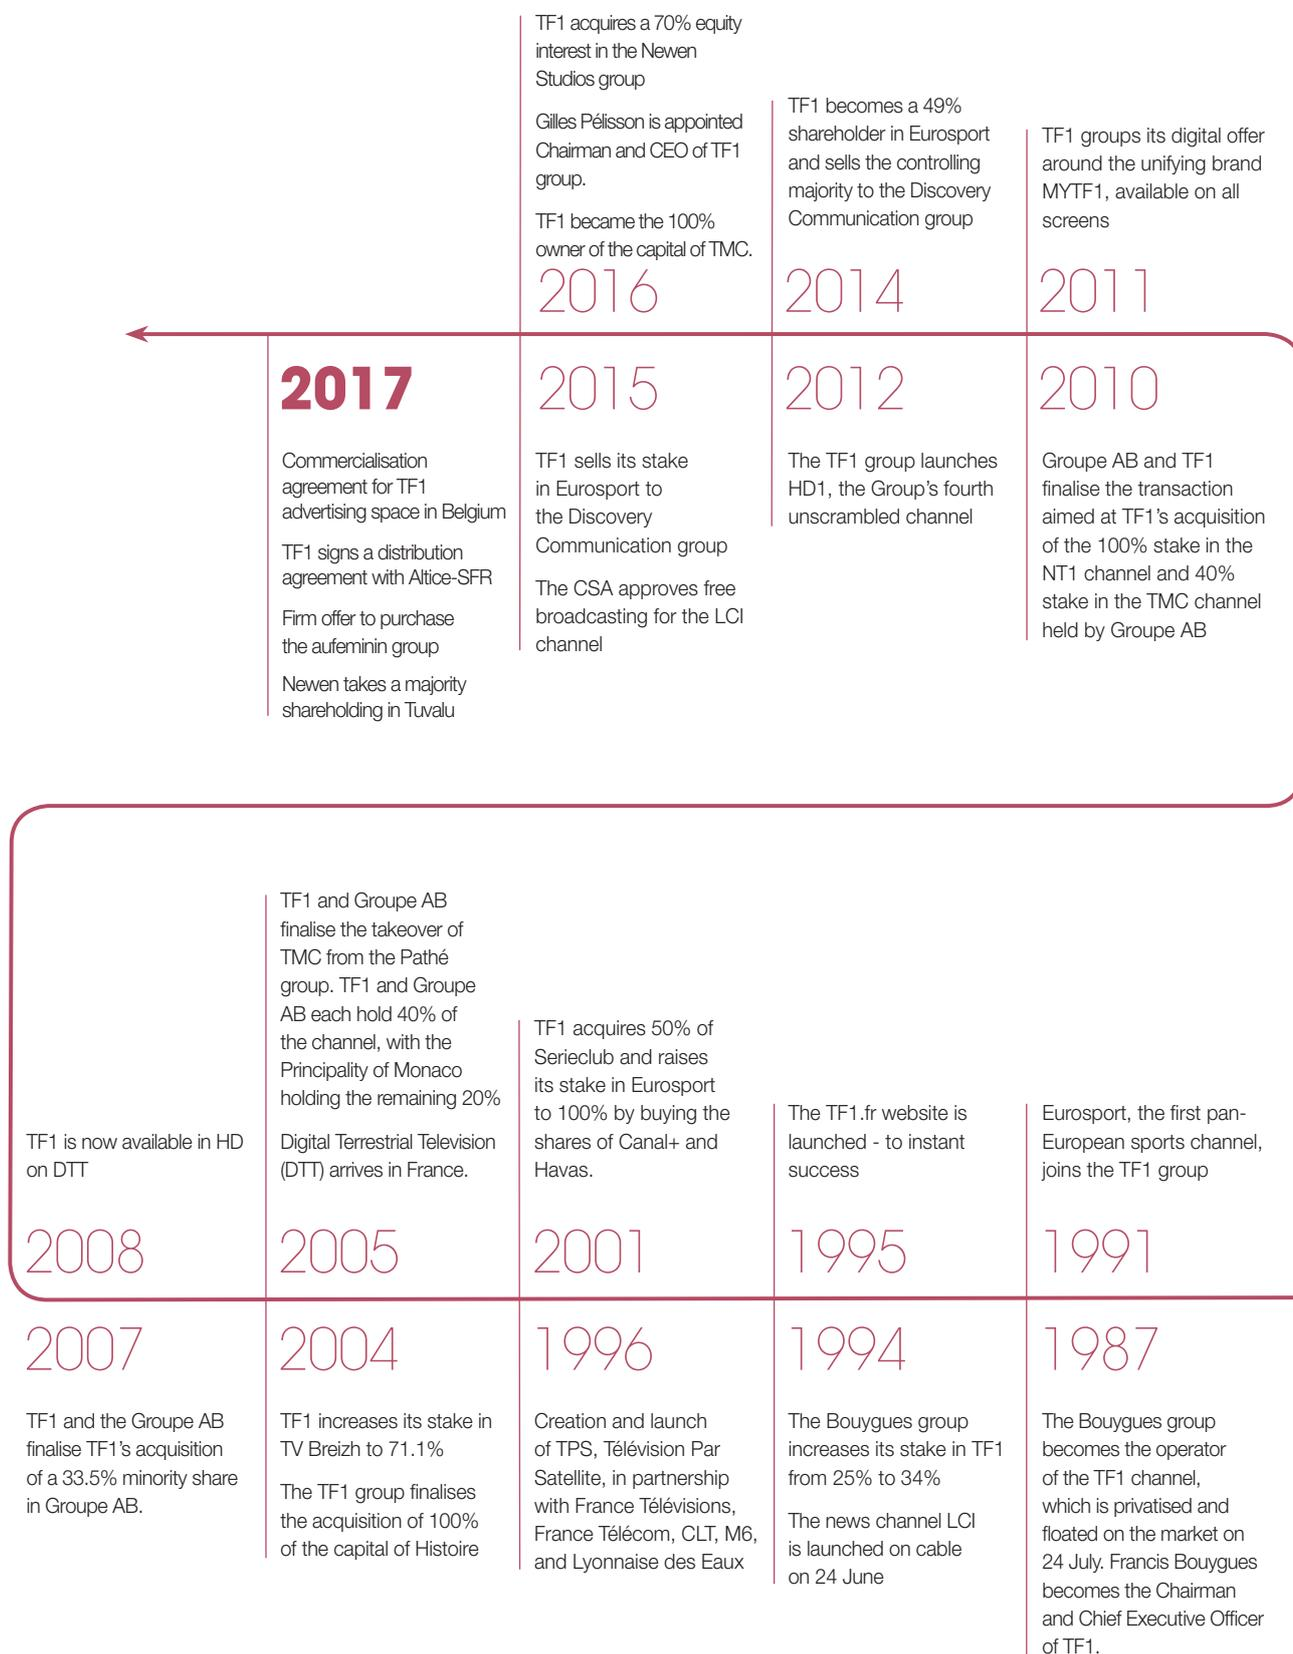 TF1 acquires a 70% equity
interest in the Newen
Studios group
Gilles Pélisson is appointed
Chairman and CEO of TF1
group.
TF1 became the 100%
owner of the capital of TMC.
2016
TF1 becomes a 49%
shareholder in Eurosport
and sells the controlling
majority to the Discovery
Communication group
2014
TF1 groups its digital offer
around the unifying brand
MYTF1, available on all
screens
2011
2017
Commercialisation
agreement for TF1
advertising space in Belgium
TF1 signs a distribution
agreement with Altice-SFR
Firm offer to purchase
the aufeminin group
Newen takes a majority
shareholding in Tuvalu
2015
TF1 sells its stake
in Eurosport to
the Discovery
Communication group
The CSA approves free
broadcasting for the LCI
channel
2012
The TF1 group launches
HD1, the Group’s fourth
unscrambled channel
2010
Groupe AB and TF1
finalise the transaction
aimed at TF1’s acquisition
of the 100% stake in the
NT1 channel and 40%
stake in the TMC channel
held by Groupe AB
TF1 is now available in HD
on DTT
2008
TF1 and Groupe AB
finalise the takeover of
TMC from the Pathé
group. TF1 and Groupe
AB each hold 40% of
the channel, with the
Principality of Monaco
holding the remaining 20%
Digital Terrestrial Television
(DTT) arrives in France.
2005
TF1 acquires 50% of
Serieclub and raises
its stake in Eurosport
to 100% by buying the
shares of Canal+ and
Havas.
2001
The TF1.fr website is
launched - to instant
success
1995
Eurosport, the first pan-
European sports channel,
joins the TF1 group
1991
2007
TF1 and the Groupe AB
finalise TF1’s acquisition
of a 33.5% minority share
in Groupe AB.
2004
TF1 increases its stake in
TV Breizh to 71.1%
The TF1 group finalises
the acquisition of 100%
of the capital of Histoire
1996
Creation and launch
of TPS, Télévision Par
Satellite, in partnership
with France Télévisions,
France Télécom, CLT, M6,
and Lyonnaise des Eaux
1994
The Bouygues group
increases its stake in TF1
from 25% to 34%
The news channel LCI
is launched on cable
on 24 June
1987
The Bouygues group
becomes the operator
of the TF1 channel,
which is privatised and
floated on the market on
24 July. Francis Bouygues
becomes the Chairman
and Chief Executive Officer
of TF1.